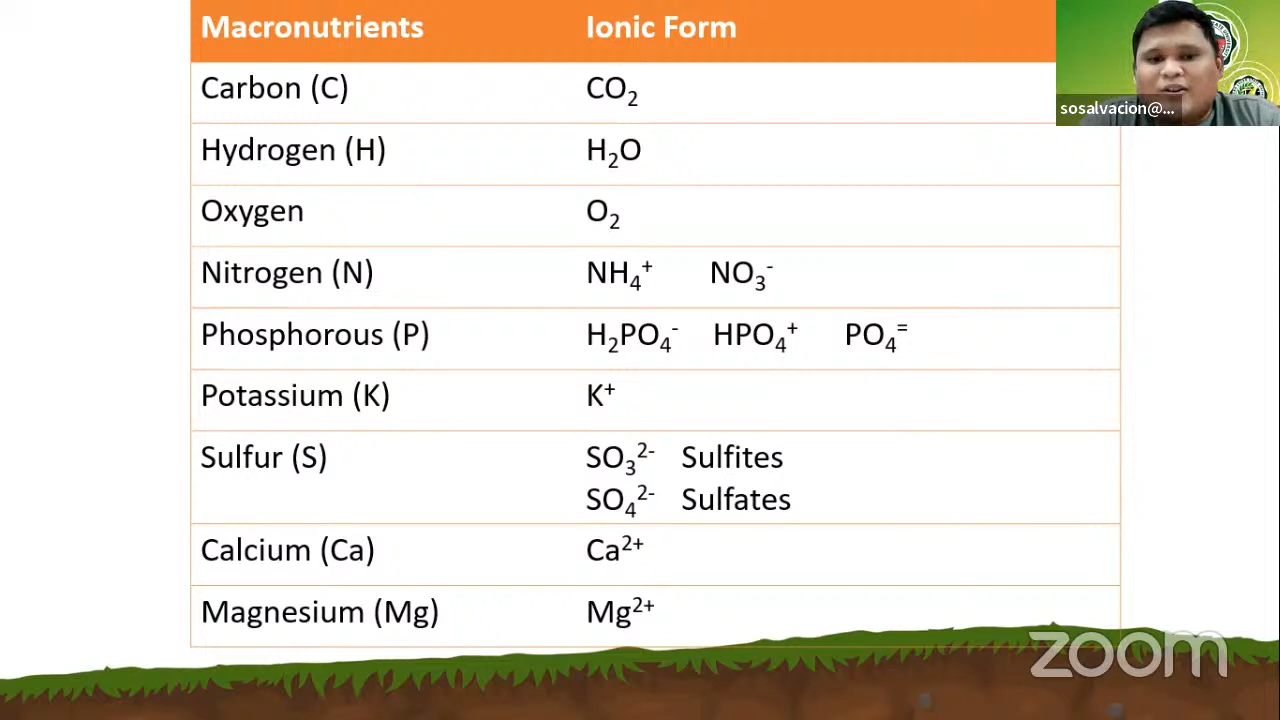 Macronutrients Ionic Form
Carbon (C) CO₂
Hydrogen (H) H₂O
Oxygen O₂
Nitrogen (N) NH₄⁺ NO₃⁻
Phosphorous (P) H₂PO₄⁻ HPO₄⁺ PO₄⁼
Potassium (K) K⁺
Sulfur (S) SO₃²⁻ Sulfites
SO₄²⁻ Sulfates
Calcium (Ca) Ca²⁺
Magnesium (Mg) Mg²⁺
sosalvacion@...
zoom